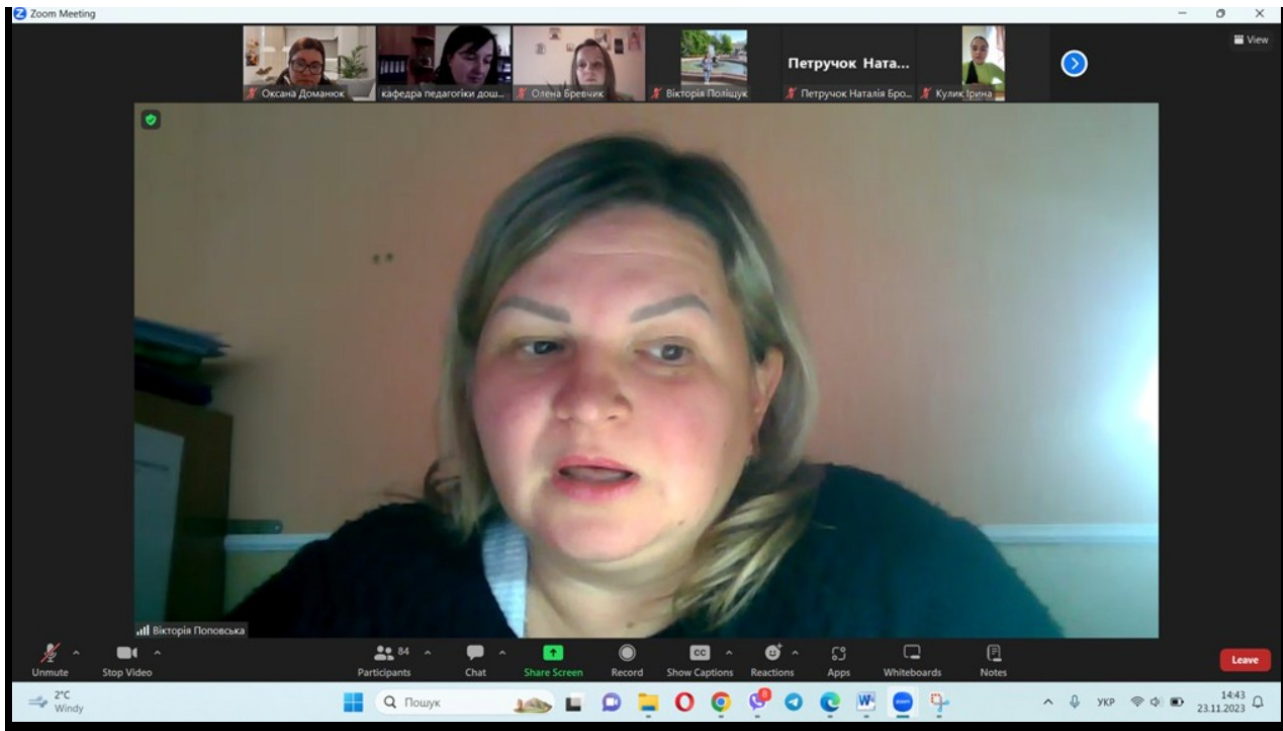 Zoom Meeting
View
Оксана Доманюк
кафедра педагогіки дош...
Олена Бревчик
Вікторія Поліщук
Петручок Ната...
Петручок Наталія Бро...
Кулик Ірина
Вікторія Поповська
Unmute
Stop Video
84
Participants
Chat
Share Screen
Record
CC
Show Captions
Reactions
Apps
Whiteboards
Notes
Leave
2°C
Windy
Пошук
8
W
zoom
УКР
14:43
23.11.2023